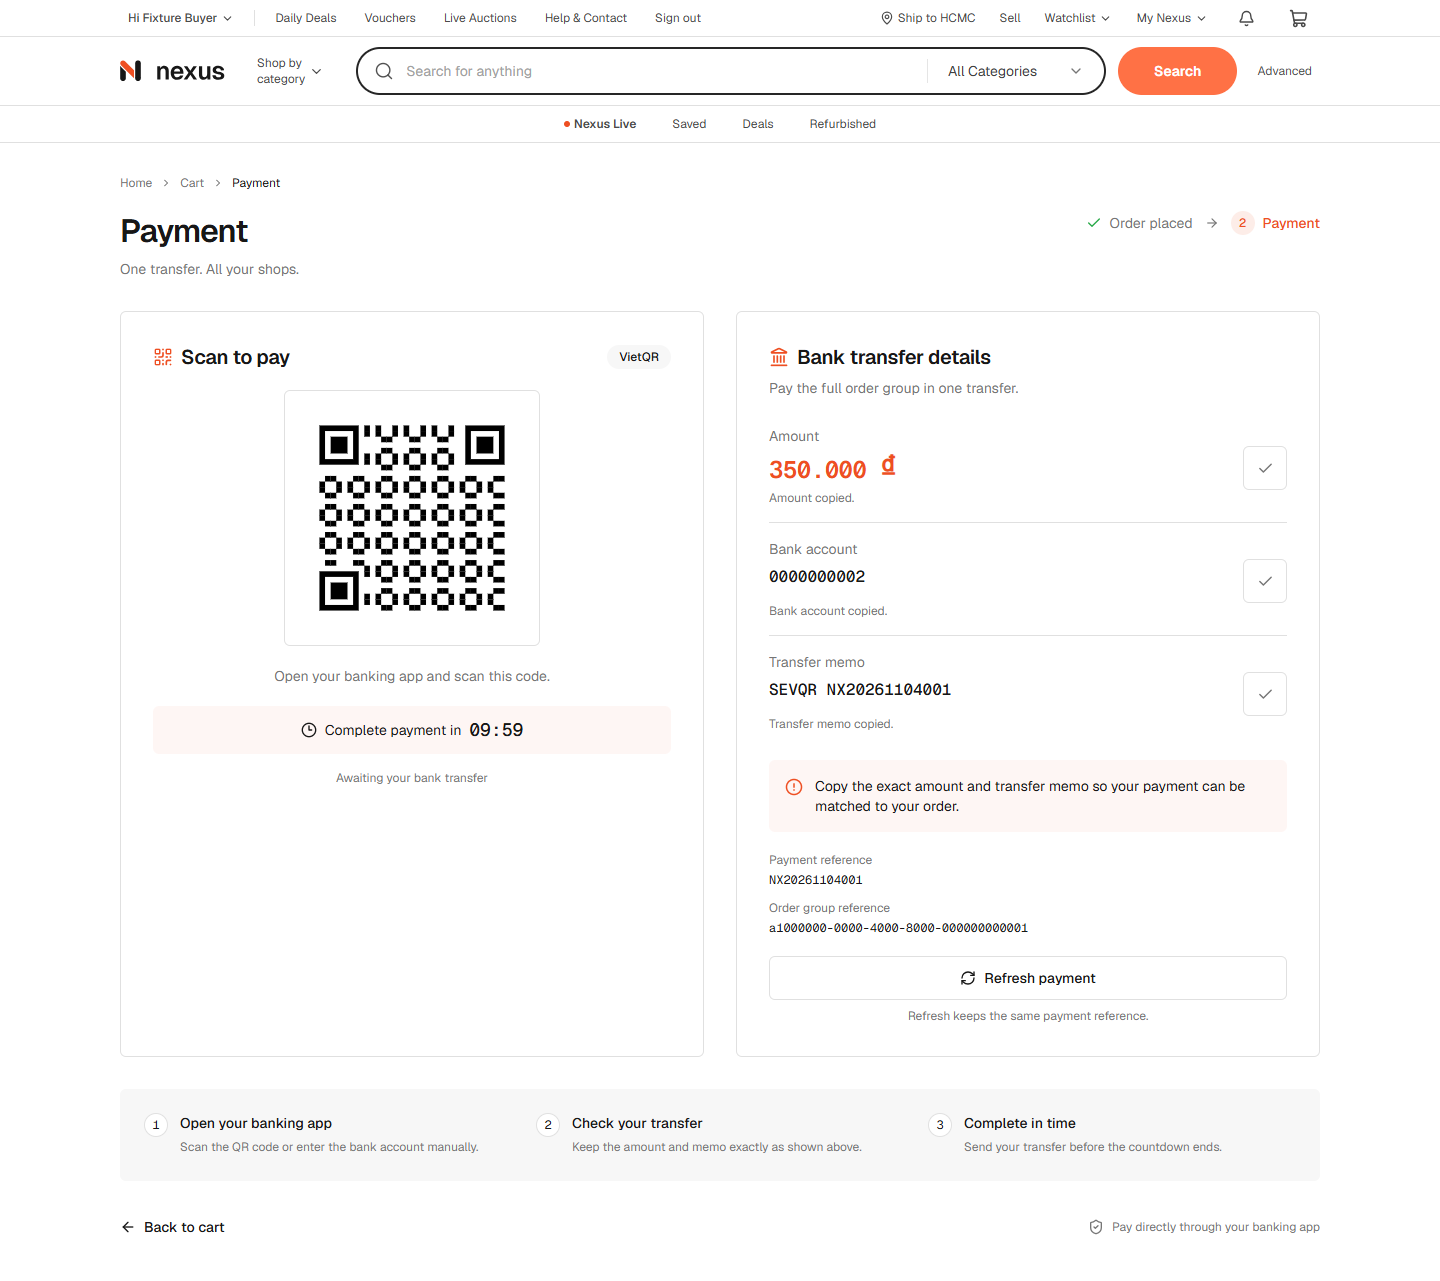 Hi Fixture Buyer
Daily Deals
Vouchers
Live Auctions
Help & Contact
Sign out
Ship to HCMC
Sell
Watchlist
My Nexus
nexus
Shop by
category
Search for anything
All Categories
Search
Advanced
Nexus Live
Saved
Deals
Refurbished
Home
Cart
Payment
Payment
Order placed
2
Payment
One transfer. All your shops.
Scan to pay
VietQR
Open your banking app and scan this code.
Complete payment in 09:59
Awaiting your bank transfer
Bank transfer details
Pay the full order group in one transfer.
Amount
350.000 ₫
Amount copied.
Bank account
0000000002
Bank account copied.
Transfer memo
SEVQR NX20261104001
Transfer memo copied.
Copy the exact amount and transfer memo so your payment can be
matched to your order.
Payment reference
NX20261104001
Order group reference
a1000000-0000-4000-8000-000000000001
Refresh payment
Refresh keeps the same payment reference.
1
Open your banking app
Scan the QR code or enter the bank account manually.
2
Check your transfer
Keep the amount and memo exactly as shown above.
3
Complete in time
Send your transfer before the countdown ends.
Back to cart
Pay directly through your banking app